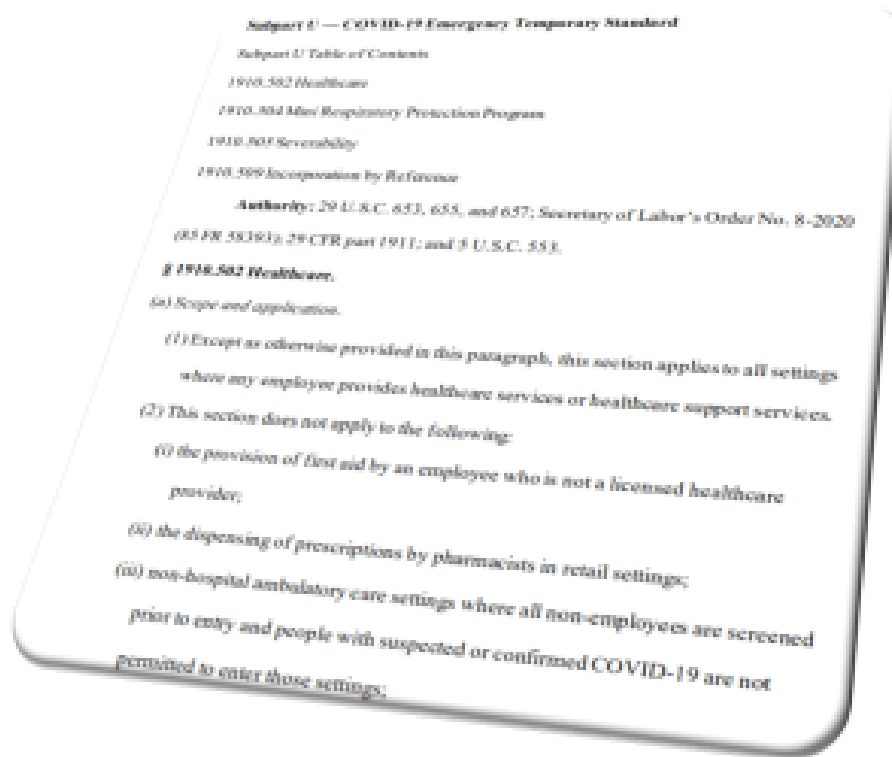 Subpart U — COVID-19 Emergency Temporary Standard
Subpart U Table of Contents
1910.502 Healthcare
1910.504 Mini Respiratory Protection Program
1910.505 Severability
1910.509 Incorporation by Reference
Authority: 29 U.S.C. 653, 655, and 657; Secretary of Labor's Order No. 8-2020
(85 FR 58393); 29 CFR part 1911; and 5 U.S.C. 553.
§ 1910.502 Healthcare.
(a) Scope and application.
(1) Except as otherwise provided in this paragraph, this section applies to all settings
where any employee provides healthcare services or healthcare support services.
(2) This section does not apply to the following:
(i) the provision of first aid by an employee who is not a licensed healthcare
provider;
(ii) the dispensing of prescriptions by pharmacists in retail settings;
(iii) non-hospital ambulatory care settings where all non-employees are screened
prior to entry and people with suspected or confirmed COVID-19 are not
permitted to enter those settings;